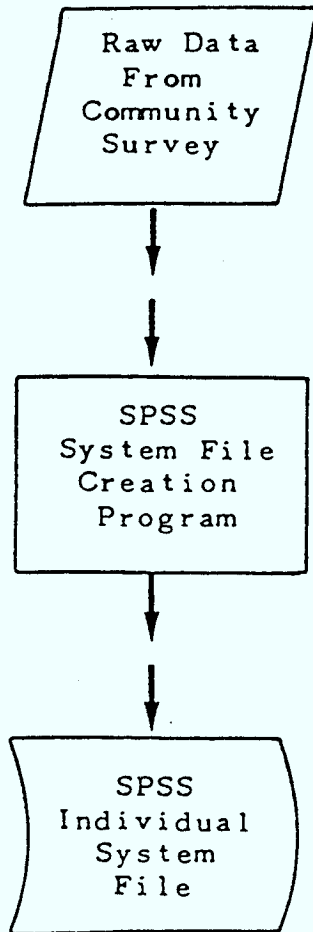 Raw Data
From
Community
Survey
SPSS
System File
Creation
Program
SPSS
Individual
System
File